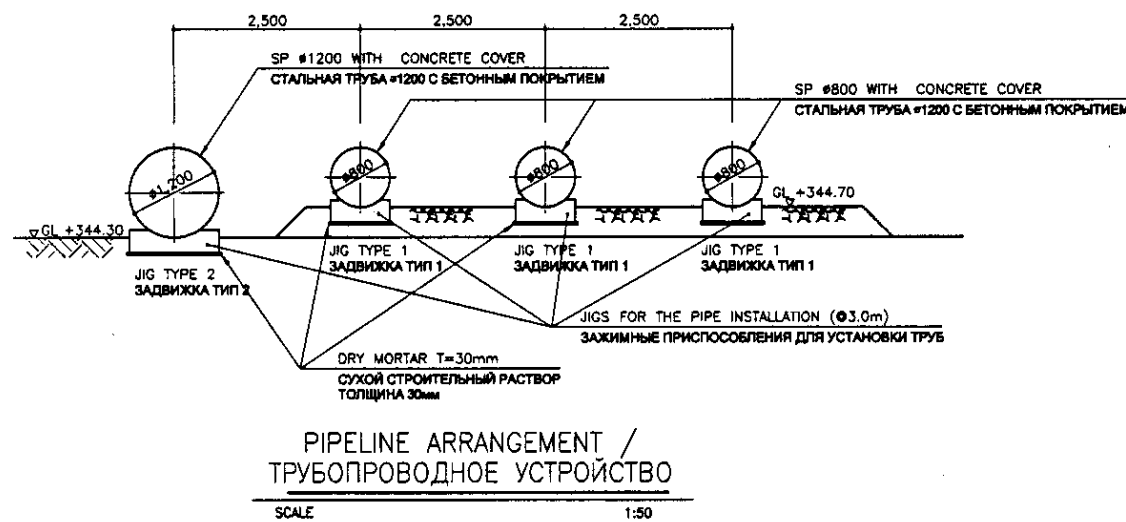 2,500 2,500 2,500
SP ø1200 WITH CONCRETE COVER
СТАЛЬНАЯ ТРУБА ø1200 С БЕТОННЫМ ПОКРЫТИЕМ
SP ø800 WITH CONCRETE COVER
СТАЛЬНАЯ ТРУБА ø1200 С БЕТОННЫМ ПОКРЫТИЕМ
ø1,200
ø800
ø800
ø800
GL +344.70
GL +344.30
JIG TYPE 1
ЗАДВИЖКА ТИП 1
JIG TYPE 1
ЗАДВИЖКА ТИП 1
JIG TYPE 1
ЗАДВИЖКА ТИП 1
JIG TYPE 2
ЗАДВИЖКА ТИП 2
JIGS FOR THE PIPE INSTALLATION (@3.0m)
ЗАЖИМНЫЕ ПРИСПОСОБЛЕНИЯ ДЛЯ УСТАНОВКИ ТРУБ
DRY MORTAR T=30mm
СУХОЙ СТРОИТЕЛЬНЫЙ РАСТВОР
ТОЛЩИНА 30мм
PIPELINE ARRANGEMENT /
ТРУБОПРОВОДНОЕ УСТРОЙСТВО
SCALE 1:50